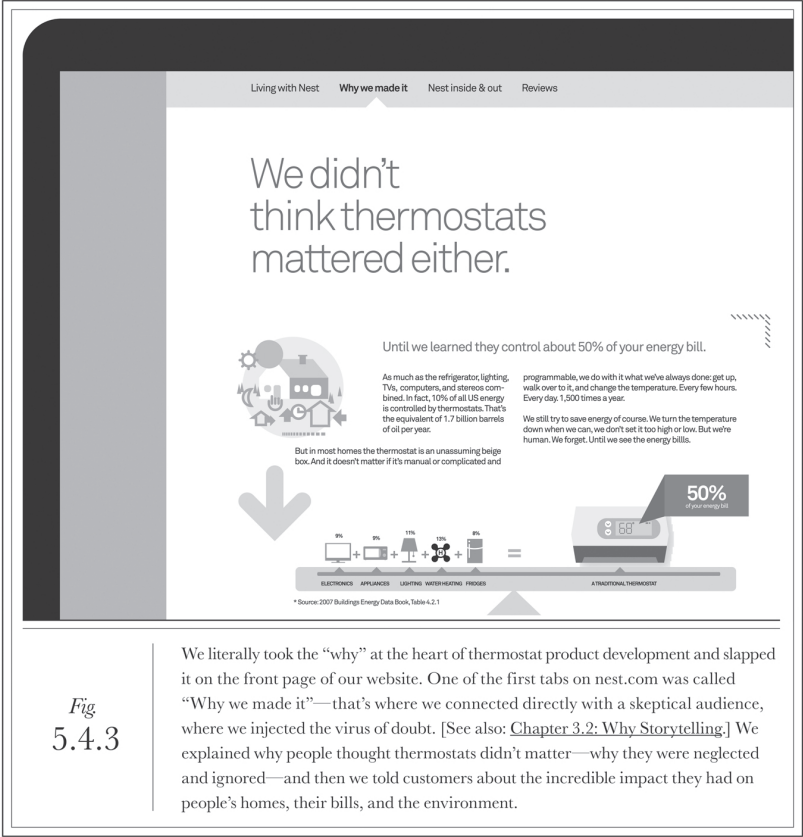 Living with Nest Why we made it Nest inside & out Reviews
We didn't
think thermostats
mattered either.
Until we learned they control about 50% of your energy bill.
As much as the refrigerator, lighting,
TVs, computers, and stereos com-
bined. In fact, 10% of all US energy
is controlled by thermostats. That's
the equivalent of 1.7 billion barrels
of oil per year.
But in most homes the thermostat is an unassuming beige
box. And it doesn't matter if it's manual or complicated and
programmable, we do with it what we've always done: get up,
walk over to it, and change the temperature. Every few hours.
Every day. 1,500 times a year.
We still try to save energy of course. We turn the temperature
down when we can, we don't set it too high or low. But we're
human. We forget. Until we see the energy billls.
50%
of your energy bill
68°
9% 9% 11% 13% 8%
+ + + H + =
ELECTRONICS APPLIANCES LIGHTING WATER HEATING FRIDGES A TRADITIONAL THERMOSTAT
* Source: 2007 Buildings Energy Data Book, Table 4.2.1
Fig.
5.4.3
We literally took the “why” at the heart of thermostat product development and slapped
it on the front page of our website. One of the first tabs on nest.com was called
“Why we made it”—that's where we connected directly with a skeptical audience,
where we injected the virus of doubt. [See also: Chapter 3.2: Why Storytelling.] We
explained why people thought thermostats didn't matter—why they were neglected
and ignored—and then we told customers about the incredible impact they had on
people's homes, their bills, and the environment.